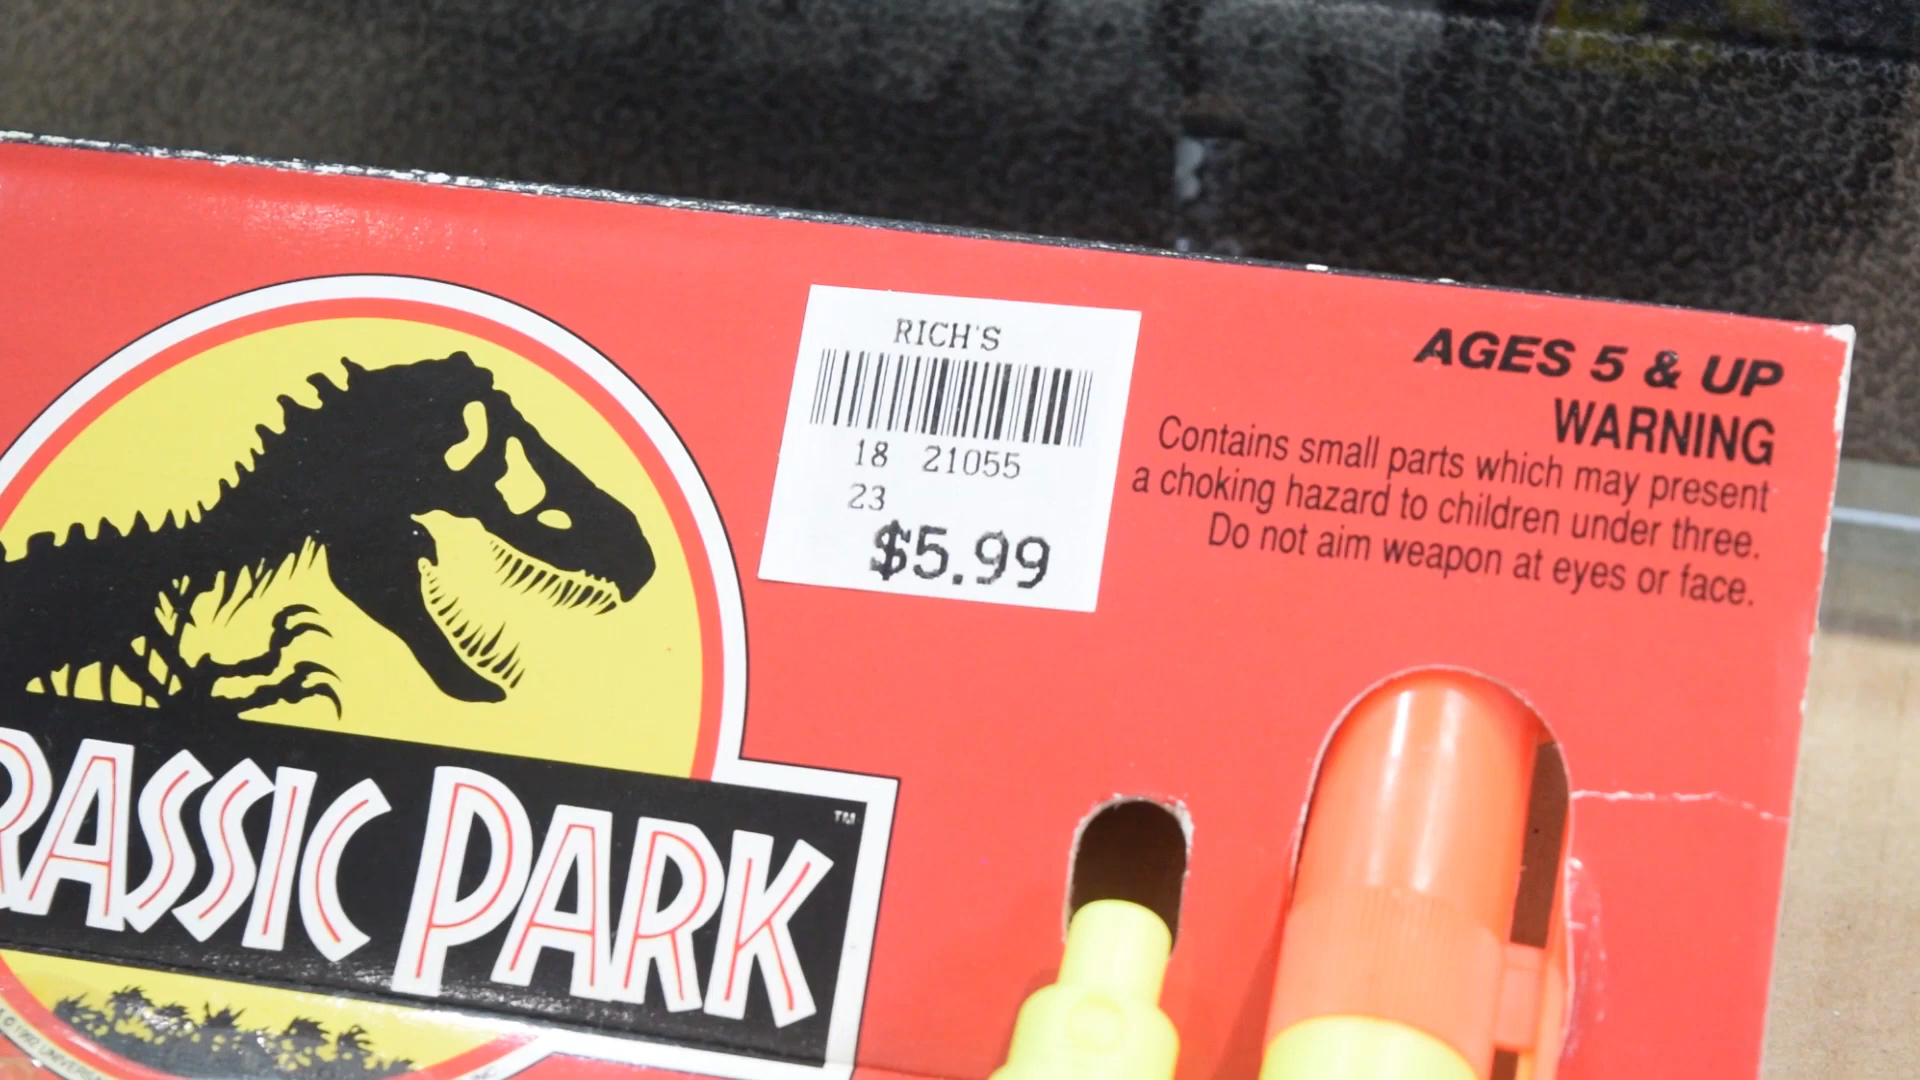 RICH'S
18 21055
23
$5.99
AGES 5 & UP
WARNING
Contains small parts which may present
a choking hazard to children under three.
Do not aim weapon at eyes or face.
RASSIC PARK
TM